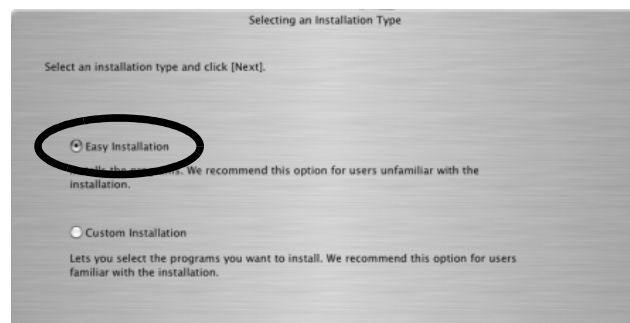 Selecting an Installation Type
Select an installation type and click [Next].
Easy Installation
the programs. We recommend this option for users unfamiliar with the
installation.
Custom Installation
Lets you select the programs you want to install. We recommend this option for users
familiar with the installation.